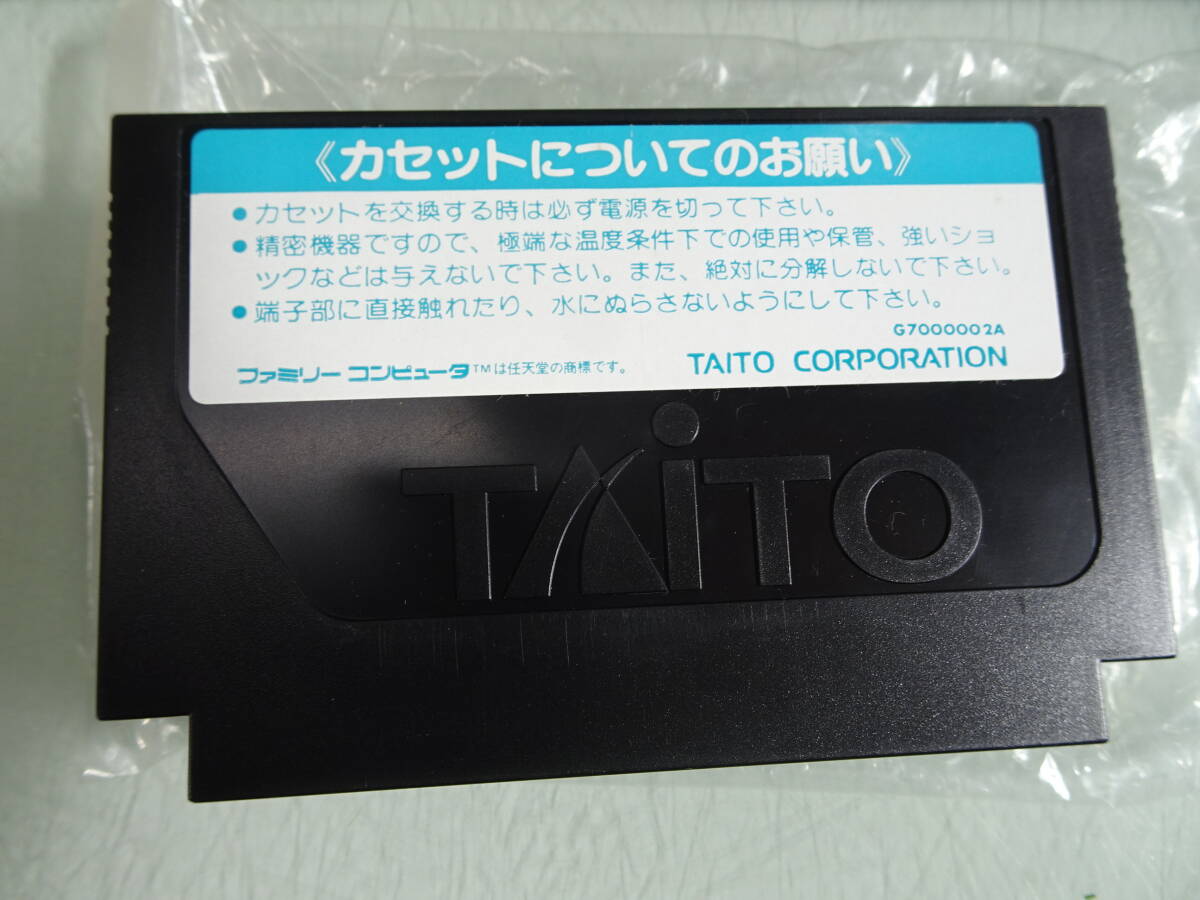 《カセットについてのお願い》
● カセットを交換する時は必ず電源を切って下さい。
● 精密機器ですので、極端な温度条件下での使用や保管、強いショ
ックなどは与えないで下さい。また、絶対に分解しないで下さい。
● 端子部に直接触れたり、水にぬらさないようにして下さい。
G7000002A
ファミリーコンピュータ™は任天堂の商標です。
TAITO CORPORATION
TAiTO